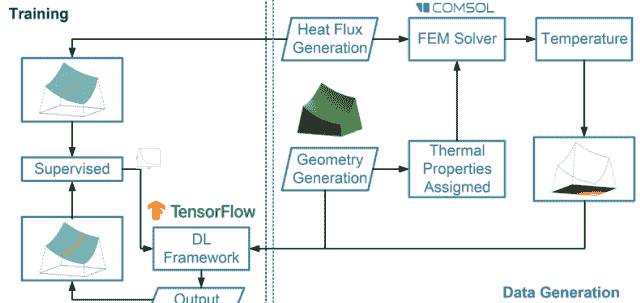 Training
COMSOL
Heat Flux
Generation
FEM Solver
Temperature
Supervised
Geometry
Generation
Thermal
Properties
Assigmed
TensorFlow
DL
Framework
Output
Data Generation